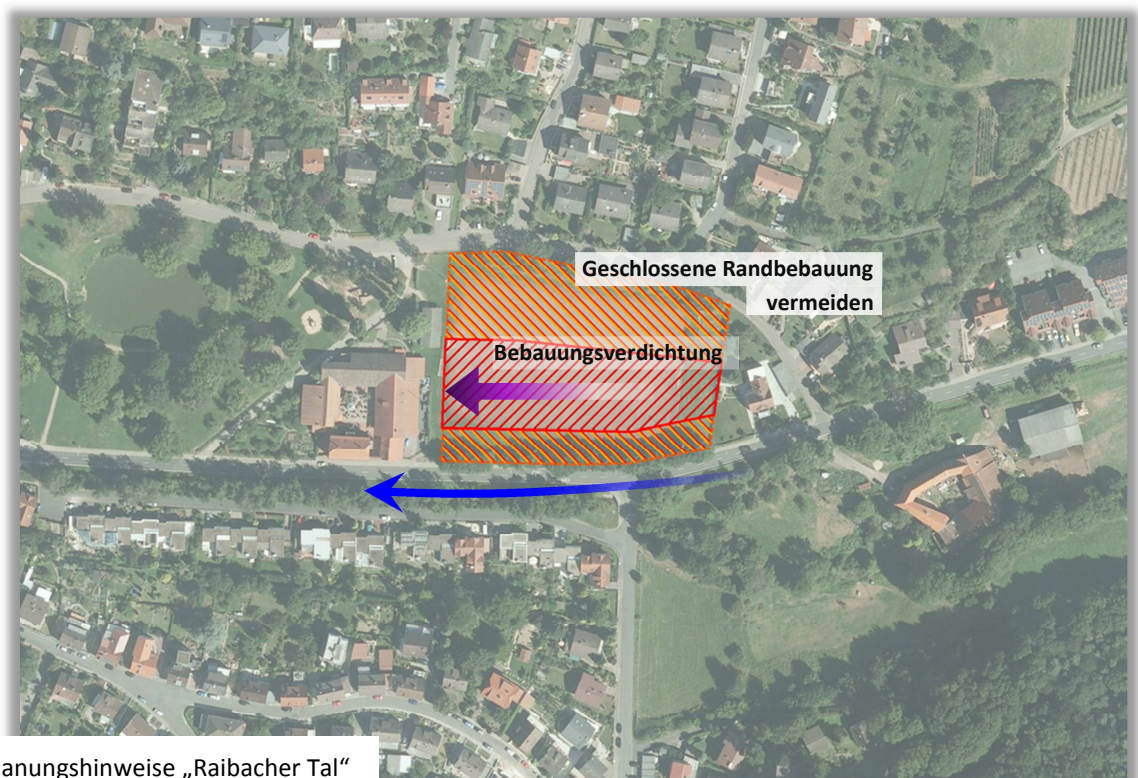 Geschlossene Randbebauung
vermeiden
Bebauungsverdichtung
anungshinweise „Raibacher Tal“